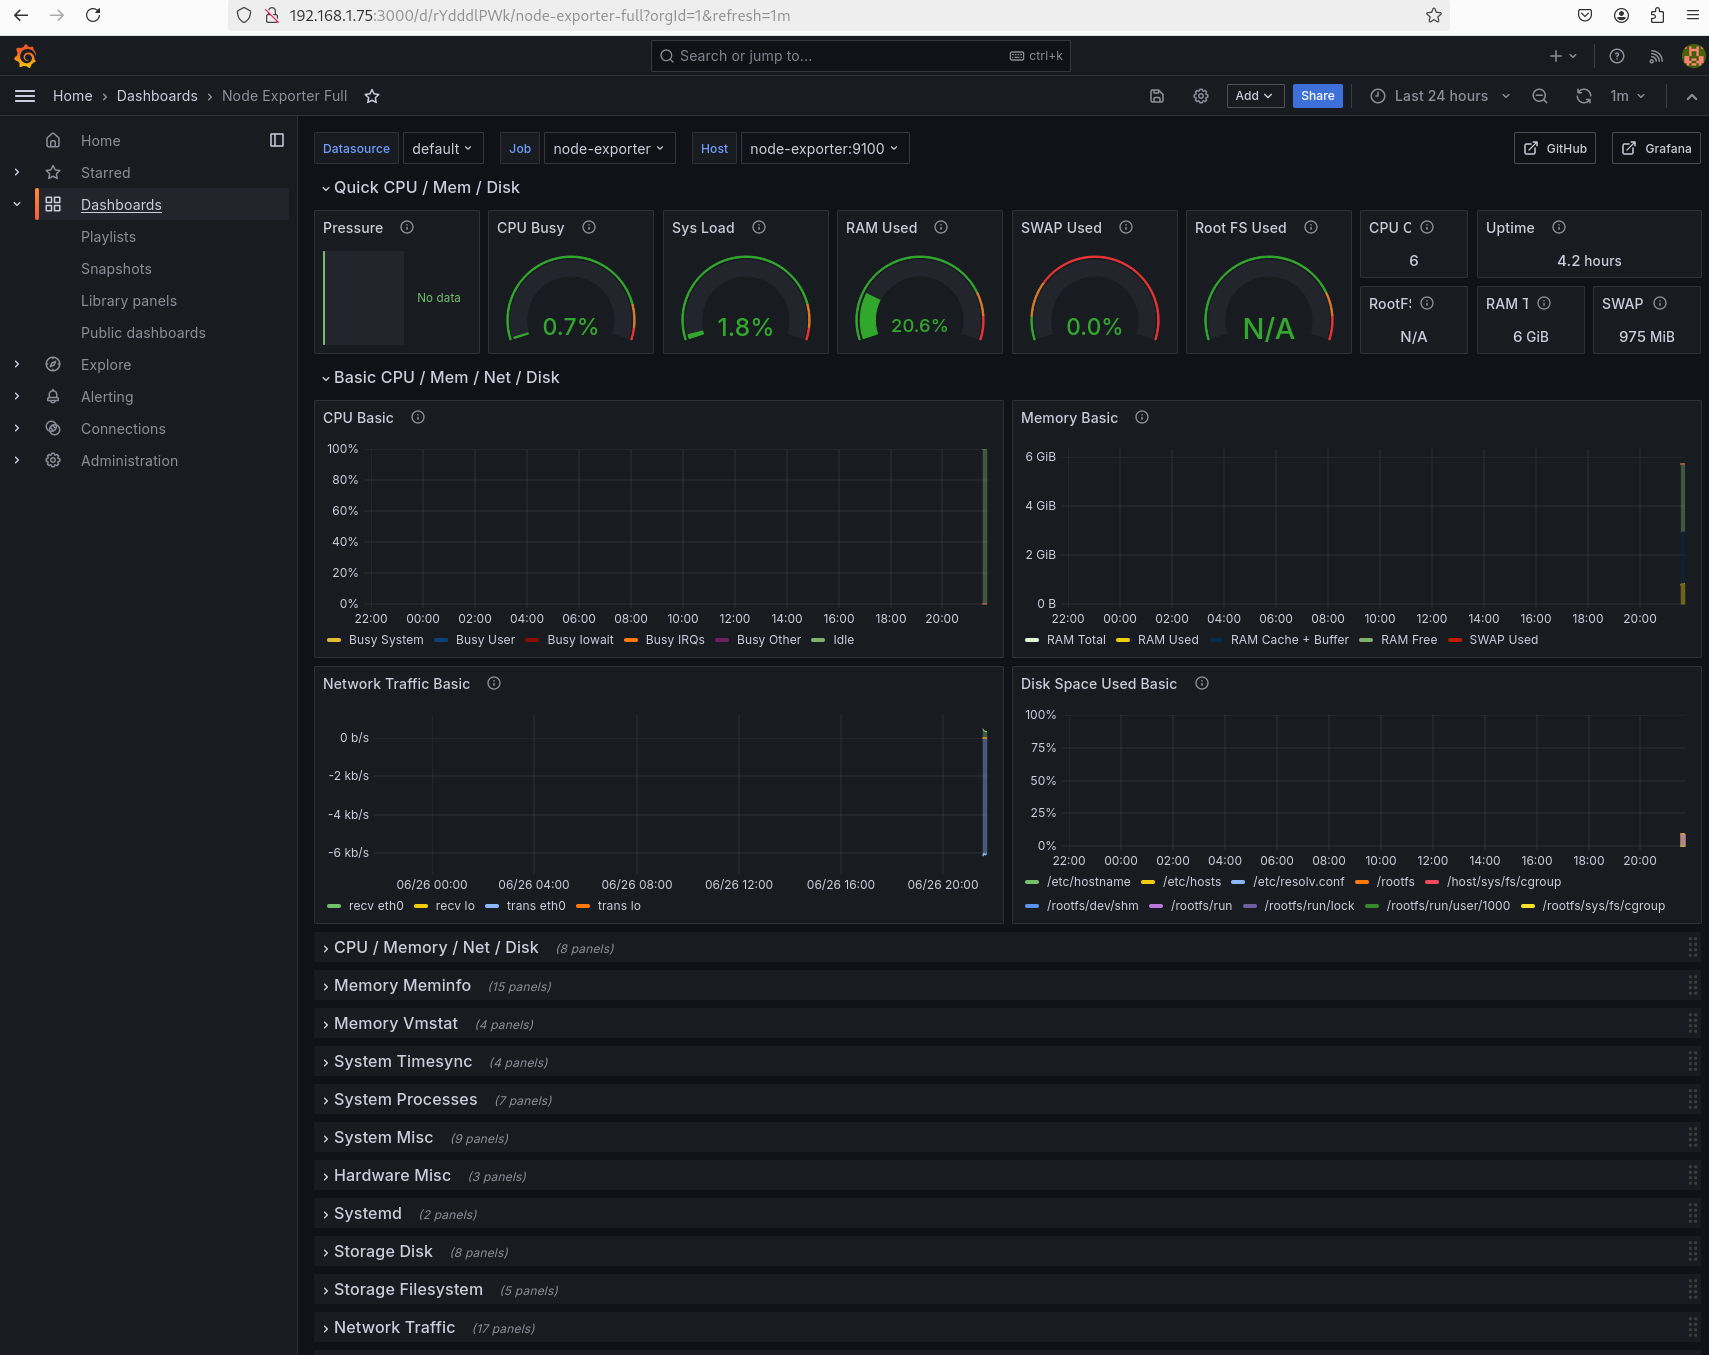 192.168.1.75:3000/d/rYdddlPWk/node-exporter-full?orgId=1&refresh=1m
Search or jump to...
ctrl+k
Home › Dashboards › Node Exporter Full
Add
Share
Last 24 hours
1m
Home
Starred
Dashboards
Playlists
Snapshots
Library panels
Public dashboards
Explore
Alerting
Connections
Administration
Datasource default Job node-exporter Host node-exporter:9100
GitHub
Grafana
Quick CPU / Mem / Disk
Pressure
No data
CPU Busy
0.7%
Sys Load
1.8%
RAM Used
20.6%
SWAP Used
0.0%
Root FS Used
N/A
CPU C
6
Uptime
4.2 hours
RootF
N/A
RAM T
6 GiB
SWAP
975 MiB
Basic CPU / Mem / Net / Disk
CPU Basic
100%
80%
60%
40%
20%
0%
22:00 00:00 02:00 04:00 06:00 08:00 10:00 12:00 14:00 16:00 18:00 20:00
Busy System Busy User Busy Iowait Busy IRQs Busy Other Idle
Memory Basic
6 GiB
4 GiB
2 GiB
0 B
22:00 00:00 02:00 04:00 06:00 08:00 10:00 12:00 14:00 16:00 18:00 20:00
RAM Total RAM Used RAM Cache + Buffer RAM Free SWAP Used
Network Traffic Basic
0 b/s
-2 kb/s
-4 kb/s
-6 kb/s
06/26 00:00 06/26 04:00 06/26 08:00 06/26 12:00 06/26 16:00 06/26 20:00
recv eth0 recv lo trans eth0 trans lo
Disk Space Used Basic
100%
75%
50%
25%
0%
22:00 00:00 02:00 04:00 06:00 08:00 10:00 12:00 14:00 16:00 18:00 20:00
/etc/hostname /etc/hosts /etc/resolv.conf /rootfs /host/sys/fs/cgroup
/rootfs/dev/shm /rootfs/run /rootfs/run/lock /rootfs/run/user/1000 /rootfs/sys/fs/cgroup
CPU / Memory / Net / Disk (8 panels)
Memory Meminfo (15 panels)
Memory Vmstat (4 panels)
System Timesync (4 panels)
System Processes (7 panels)
System Misc (9 panels)
Hardware Misc (3 panels)
Systemd (2 panels)
Storage Disk (8 panels)
Storage Filesystem (5 panels)
Network Traffic (17 panels)